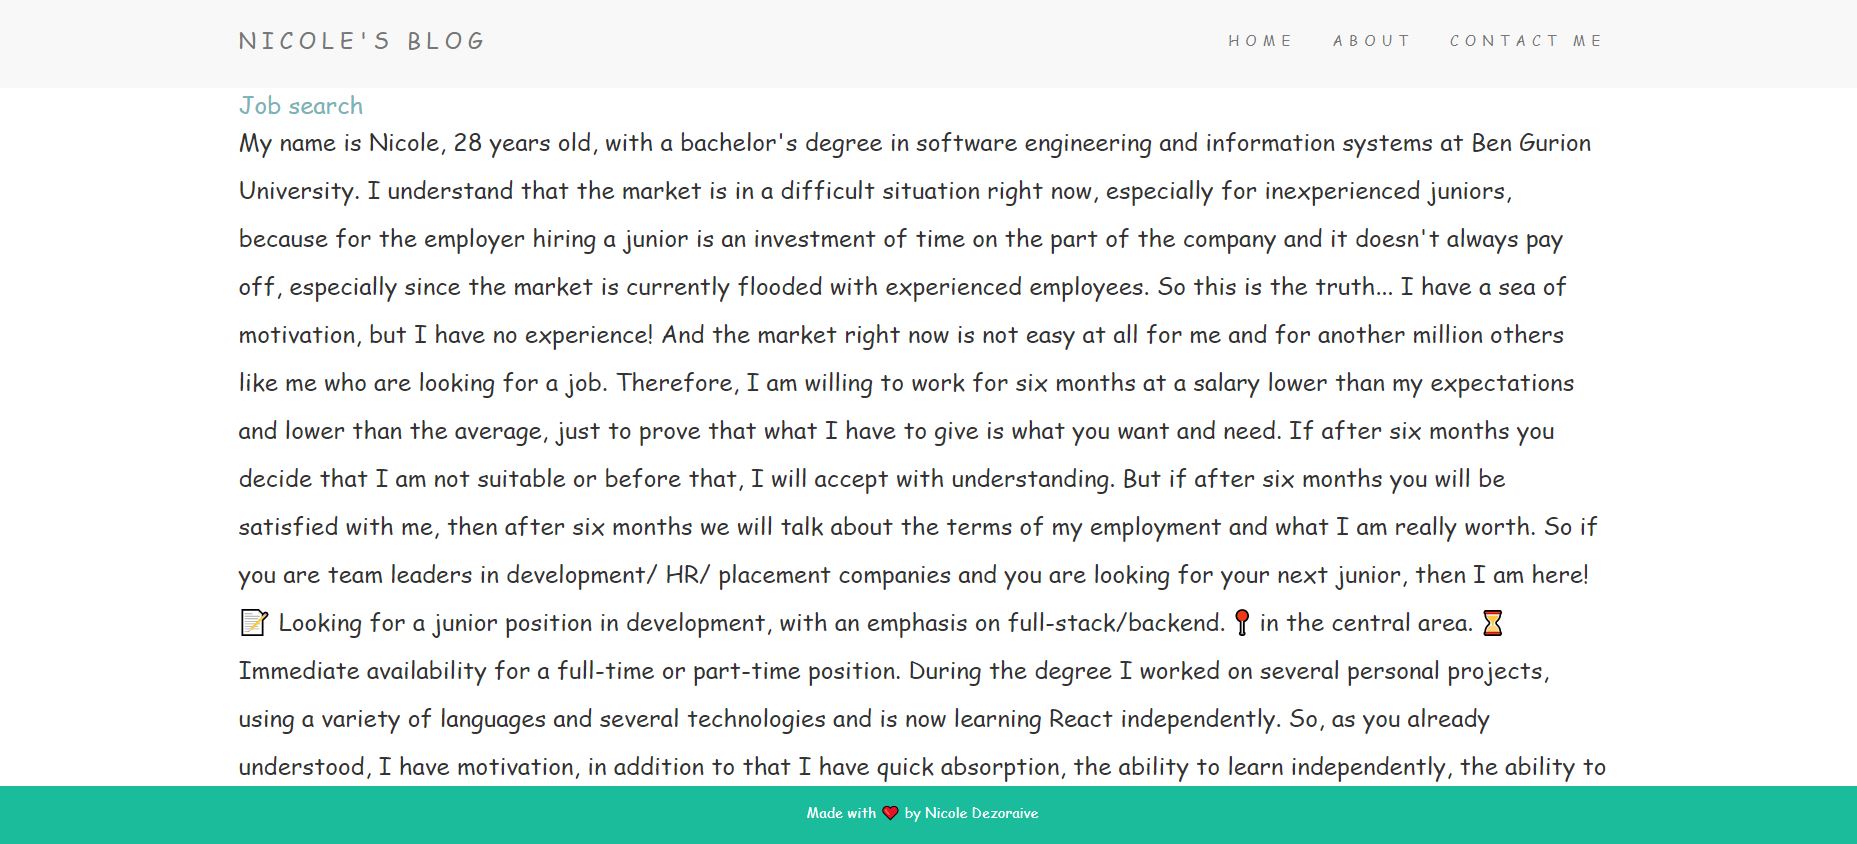 NICOLE'S BLOG
HOME ABOUT CONTACT ME
Job search
My name is Nicole, 28 years old, with a bachelor's degree in software engineering and information systems at Ben Gurion
University. I understand that the market is in a difficult situation right now, especially for inexperienced juniors,
because for the employer hiring a junior is an investment of time on the part of the company and it doesn't always pay
off, especially since the market is currently flooded with experienced employees. So this is the truth... I have a sea of
motivation, but I have no experience! And the market right now is not easy at all for me and for another million others
like me who are looking for a job. Therefore, I am willing to work for six months at a salary lower than my expectations
and lower than the average, just to prove that what I have to give is what you want and need. If after six months you
decide that I am not suitable or before that, I will accept with understanding. But if after six months you will be
satisfied with me, then after six months we will talk about the terms of my employment and what I am really worth. So if
you are team leaders in development/ HR/ placement companies and you are looking for your next junior, then I am here!
📝 Looking for a junior position in development, with an emphasis on full-stack/backend. 📍 in the central area. ⏳
Immediate availability for a full-time or part-time position. During the degree I worked on several personal projects,
using a variety of languages and several technologies and is now learning React independently. So, as you already
understood, I have motivation, in addition to that I have quick absorption, the ability to learn independently, the ability to
Made with ❤ by Nicole Dezoraive